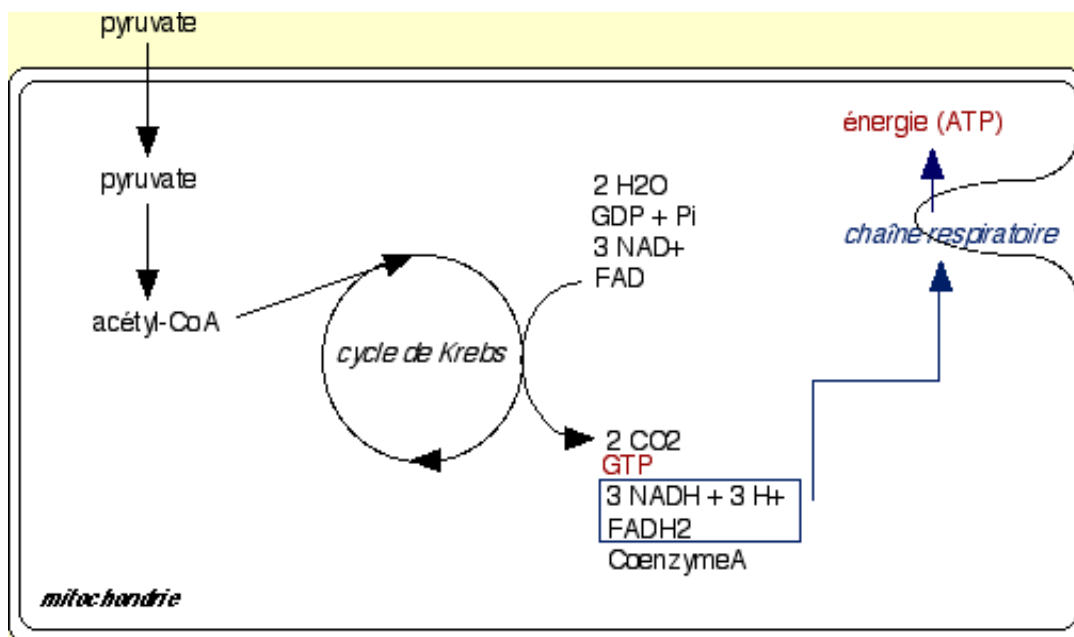 pyruvate
pyruvate
acétyl-CoA
cycle de Krebs
2 H2O
GDP + Pi
3 NAD+
FAD
2 CO2
GTP
3 NADH + 3 H+
FADH2
CoenzymeA
énergie (ATP)
chaîne respiratoire
mitochondrie